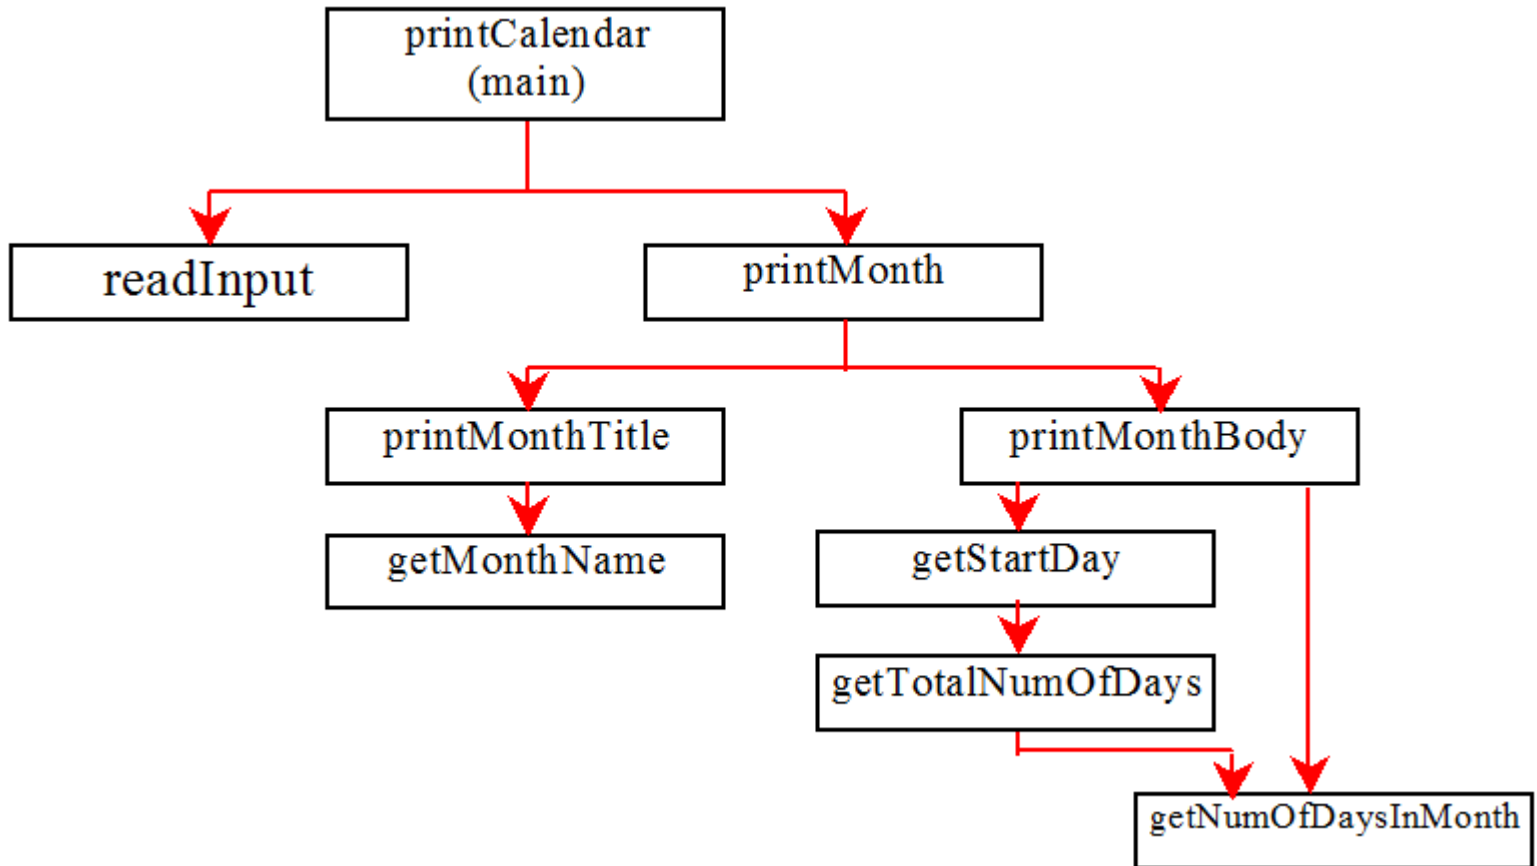 printCalendar
(main)
readInput
printMonth
printMonthTitle
printMonthBody
getMonthName
getStartDay
getTotalNumOfDays
getNumOfDaysInMonth